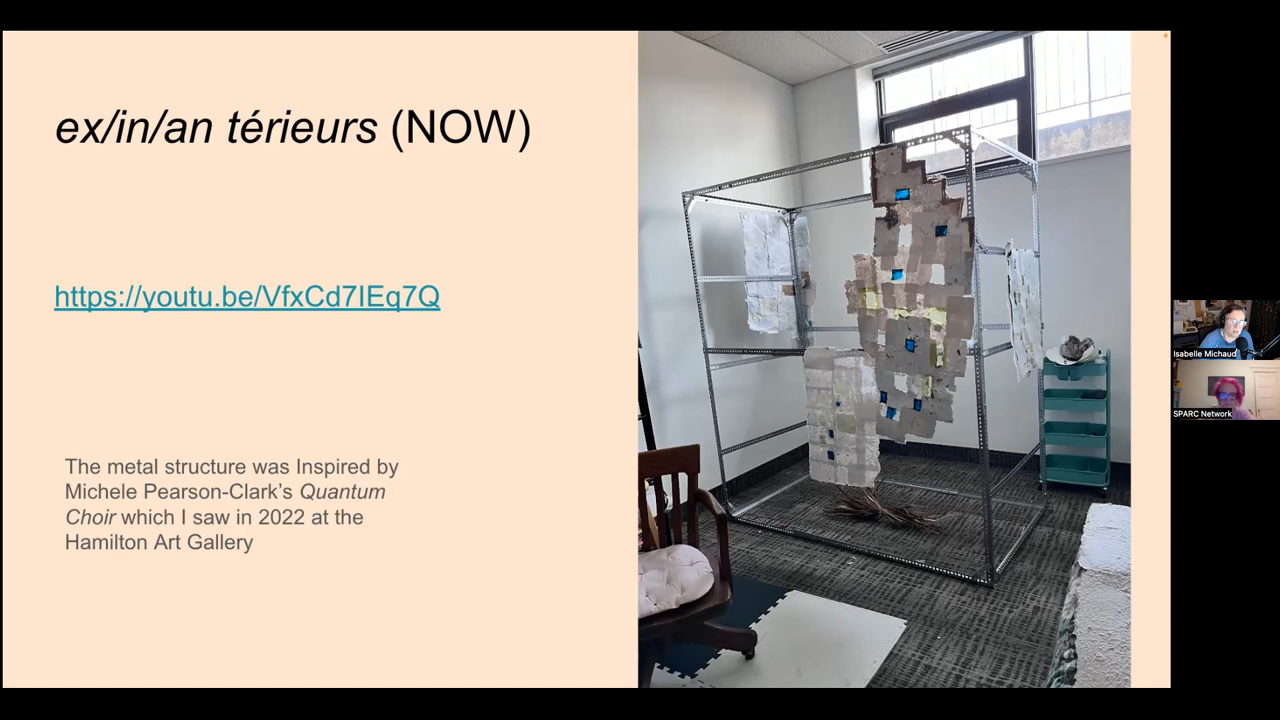 ex/in/an térieurs (NOW)
https://youtu.be/VfxCd7IEq7Q
The metal structure was Inspired by
Michele Pearson-Clark’s Quantum
Choir which I saw in 2022 at the
Hamilton Art Gallery
Isabelle Michaud
SPARC Network